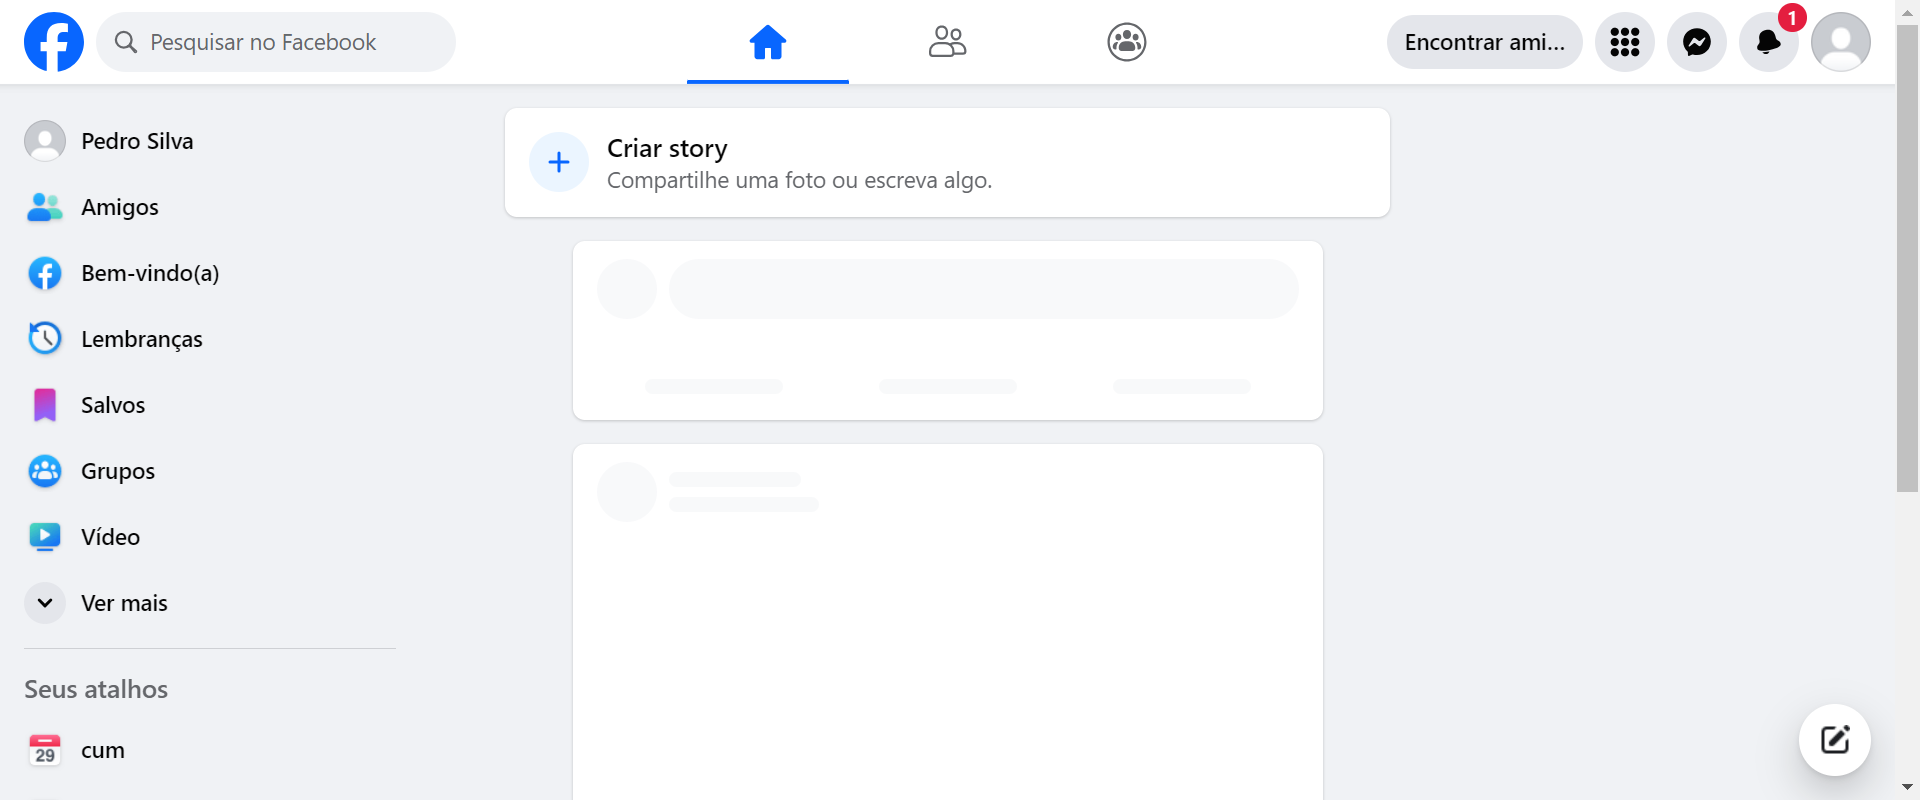 Pesquisar no Facebook
Encontrar ami...
1
Pedro Silva
Amigos
Bem-vindo(a)
Lembranças
Salvos
Grupos
Vídeo
Ver mais
Seus atalhos
29
cum
Criar story
Compartilhe uma foto ou escreva algo.